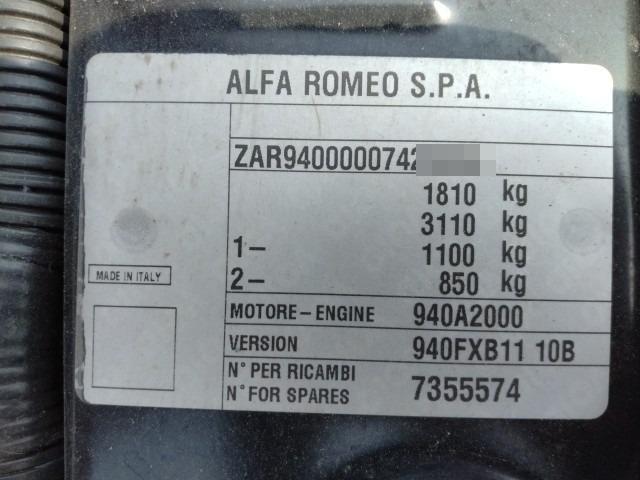 ALFA ROMEO S.P.A.
ZAR9400000742
1810 kg
3110 kg
1– 1100 kg
2– 850 kg
MADE IN ITALY
MOTORE – ENGINE 940A2000
VERSION 940FXB11 10B
N° PER RICAMBI
N° FOR SPARES 7355574